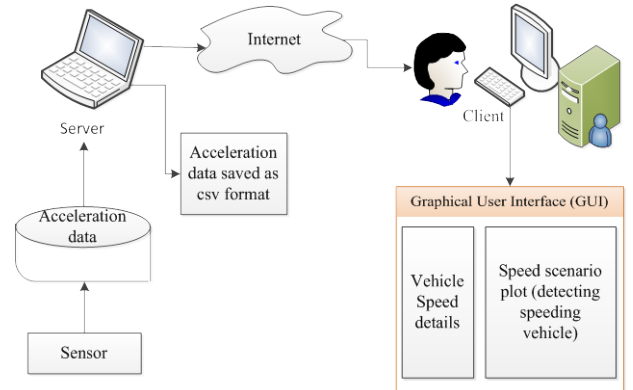 Internet
Server
Client
Acceleration
data saved as
csv format
Acceleration
data
Sensor
Graphical User Interface (GUI)
Vehicle
Speed
details
Speed scenario
plot (detecting
speeding
vehicle)